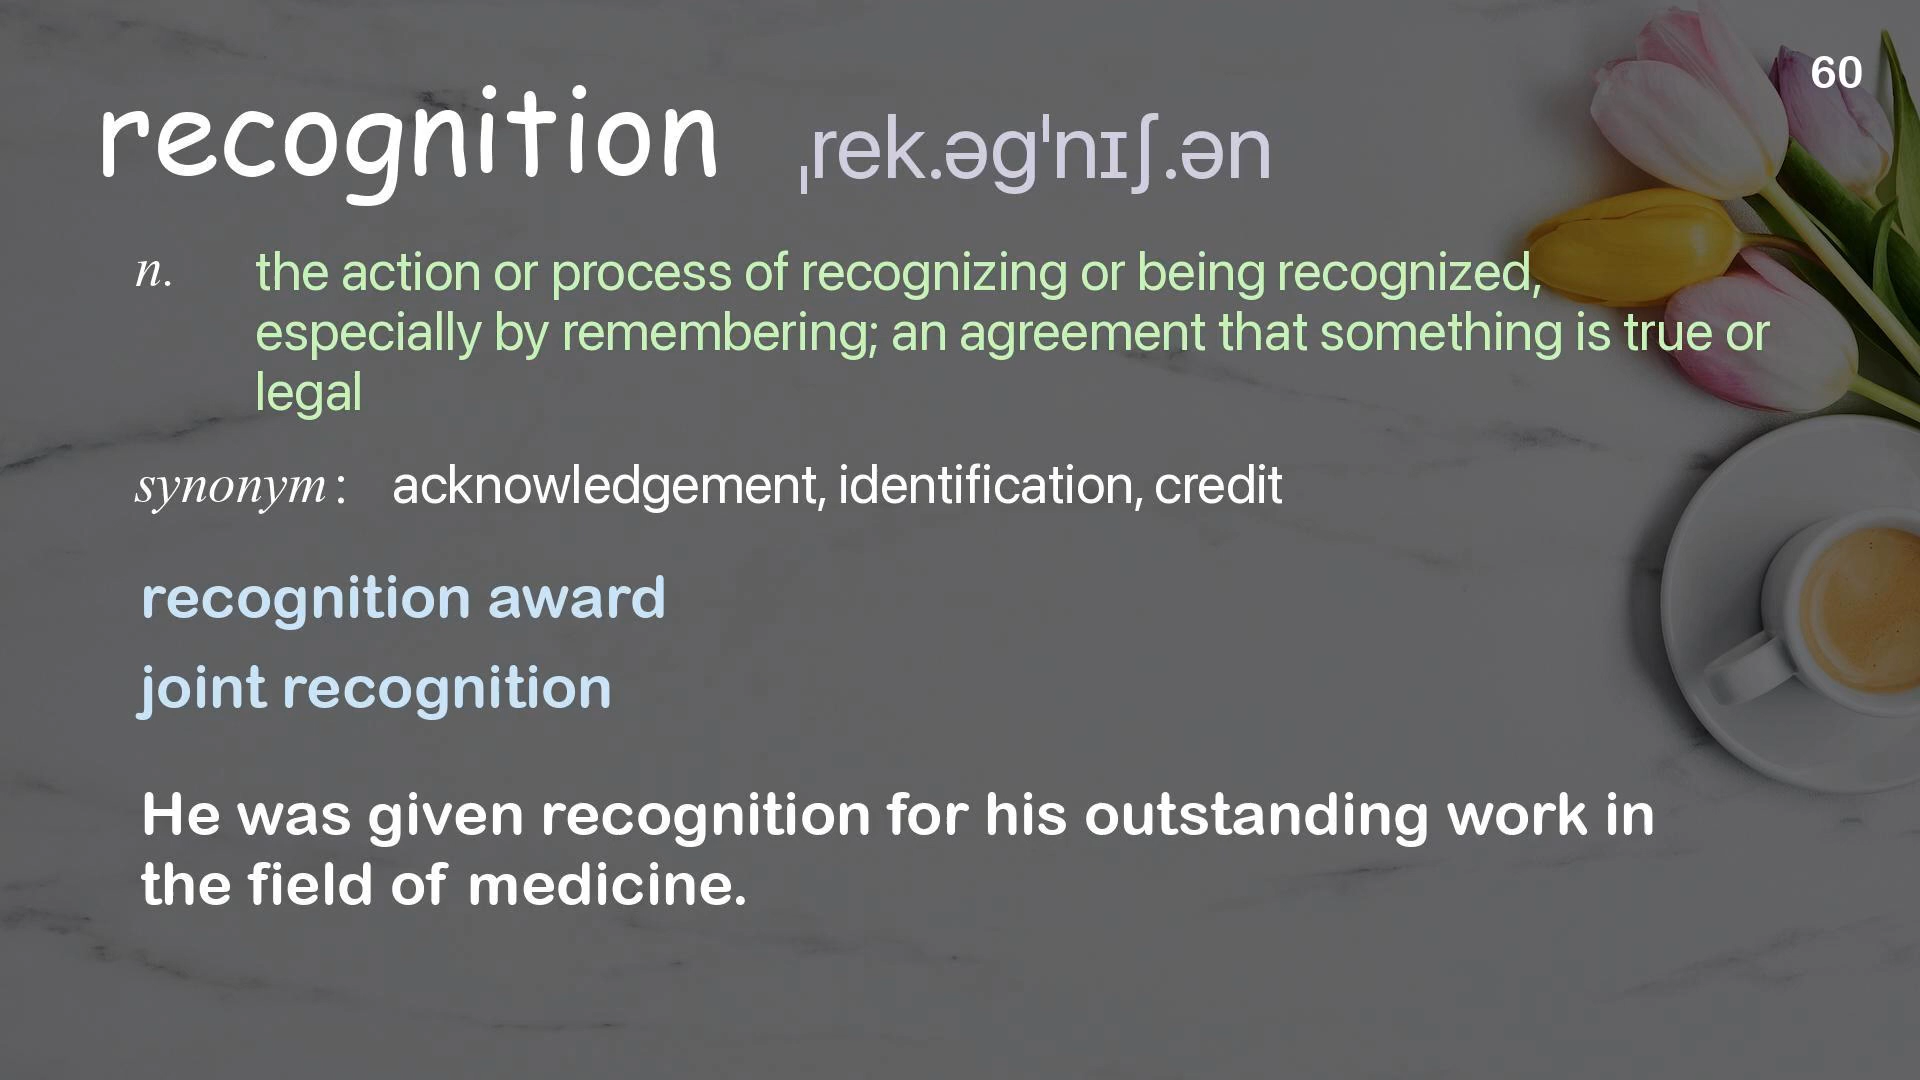 60
recognition ˌrek.əgˈnɪʃ.ən
n. the action or process of recognizing or being recognized,
especially by remembering; an agreement that something is true or
legal
synonym : acknowledgement, identification, credit
recognition award
joint recognition
He was given recognition for his outstanding work in
the field of medicine.